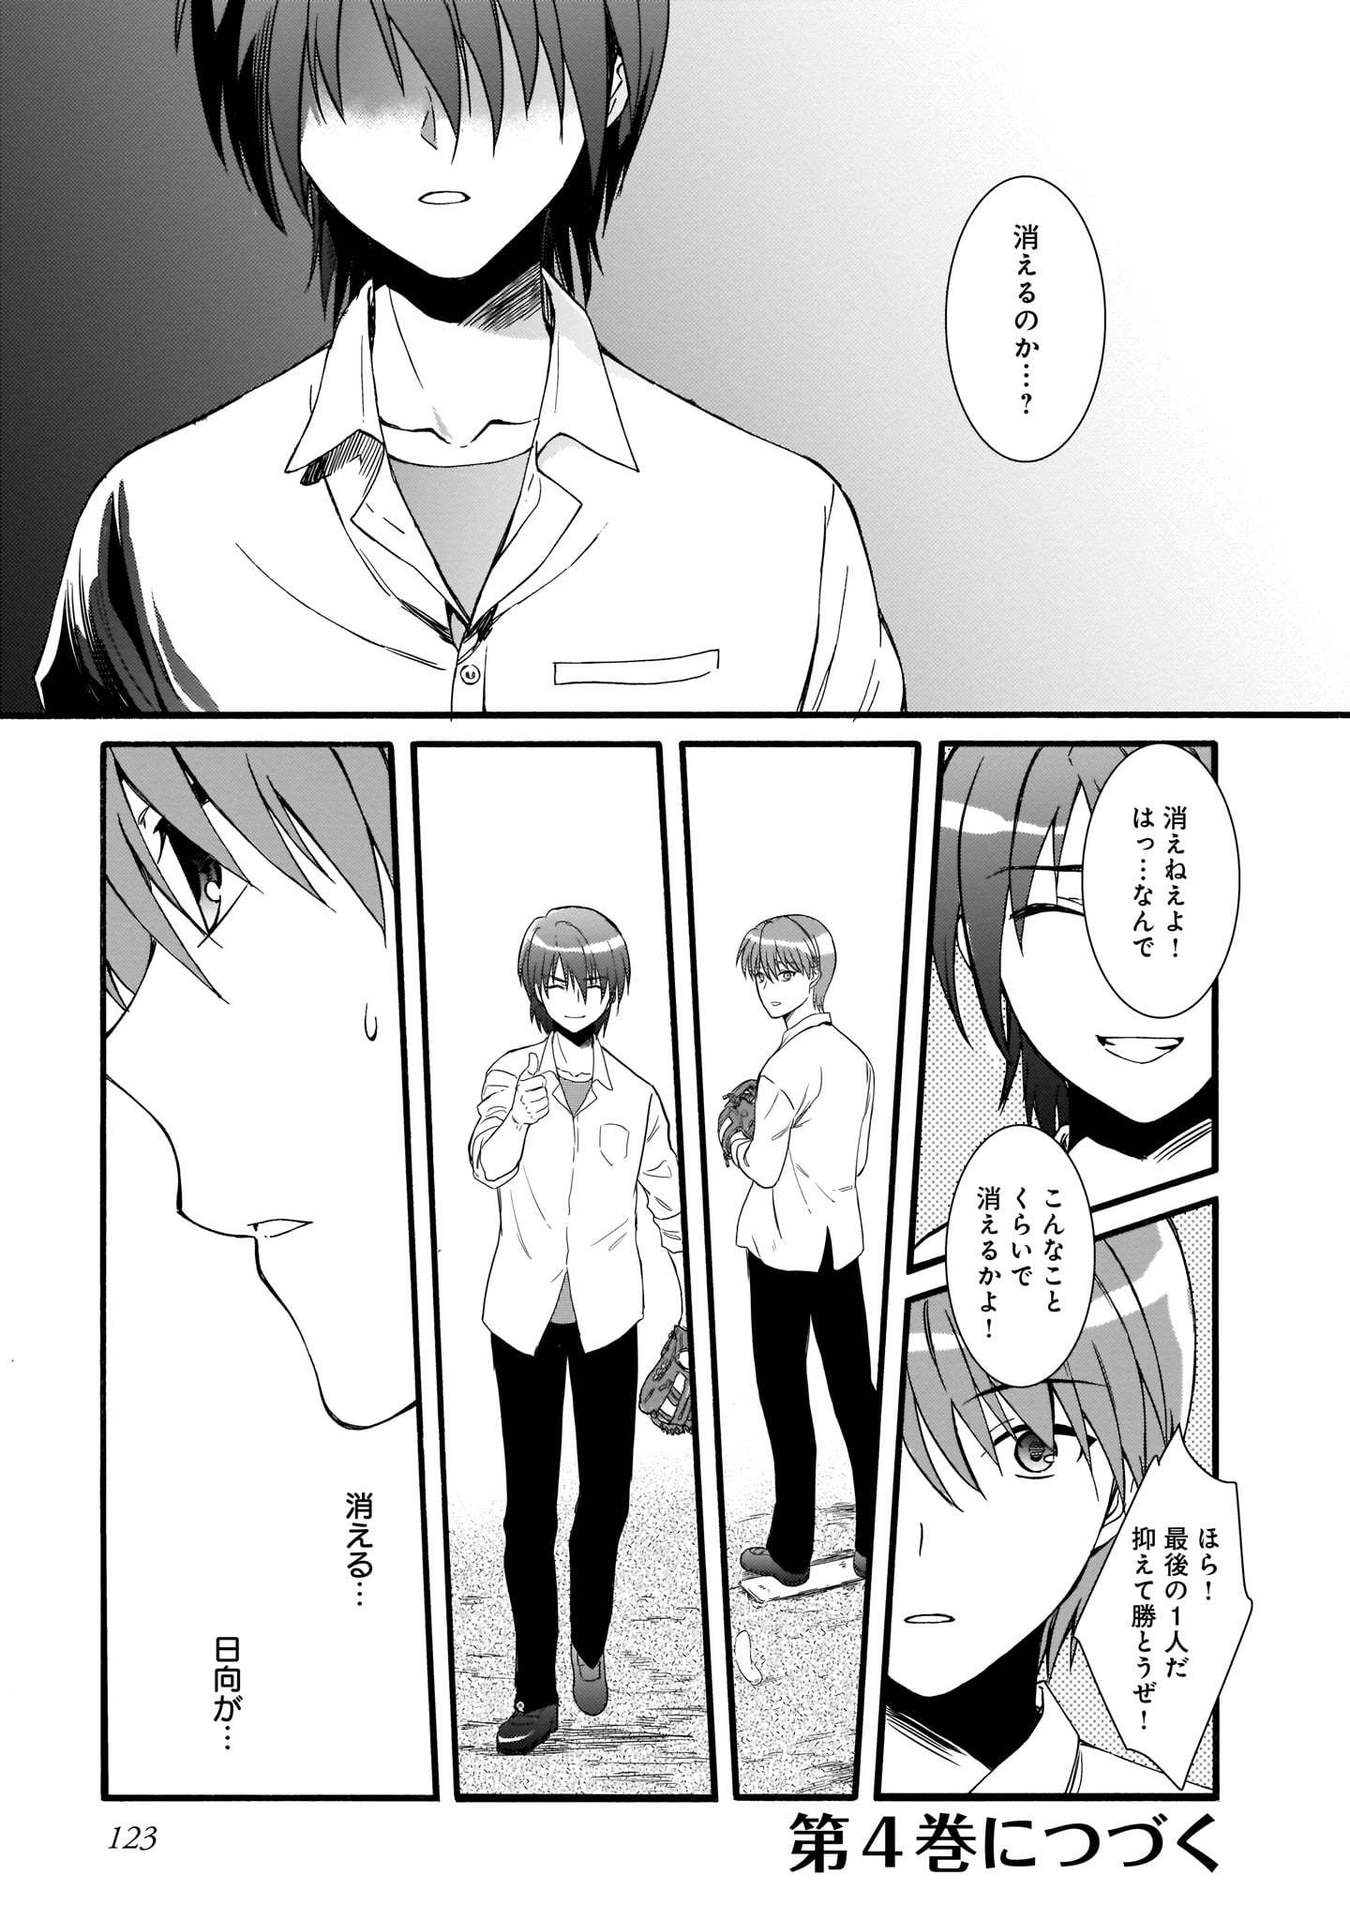 消えるのか…?
消えねえよ!
はっ…なんで
こんなこと
くらいで
消えるかよ!
ほら!
最後の1人だ
抑えて勝とうぜ!
消える…
日向が…
第4巻につづく
123